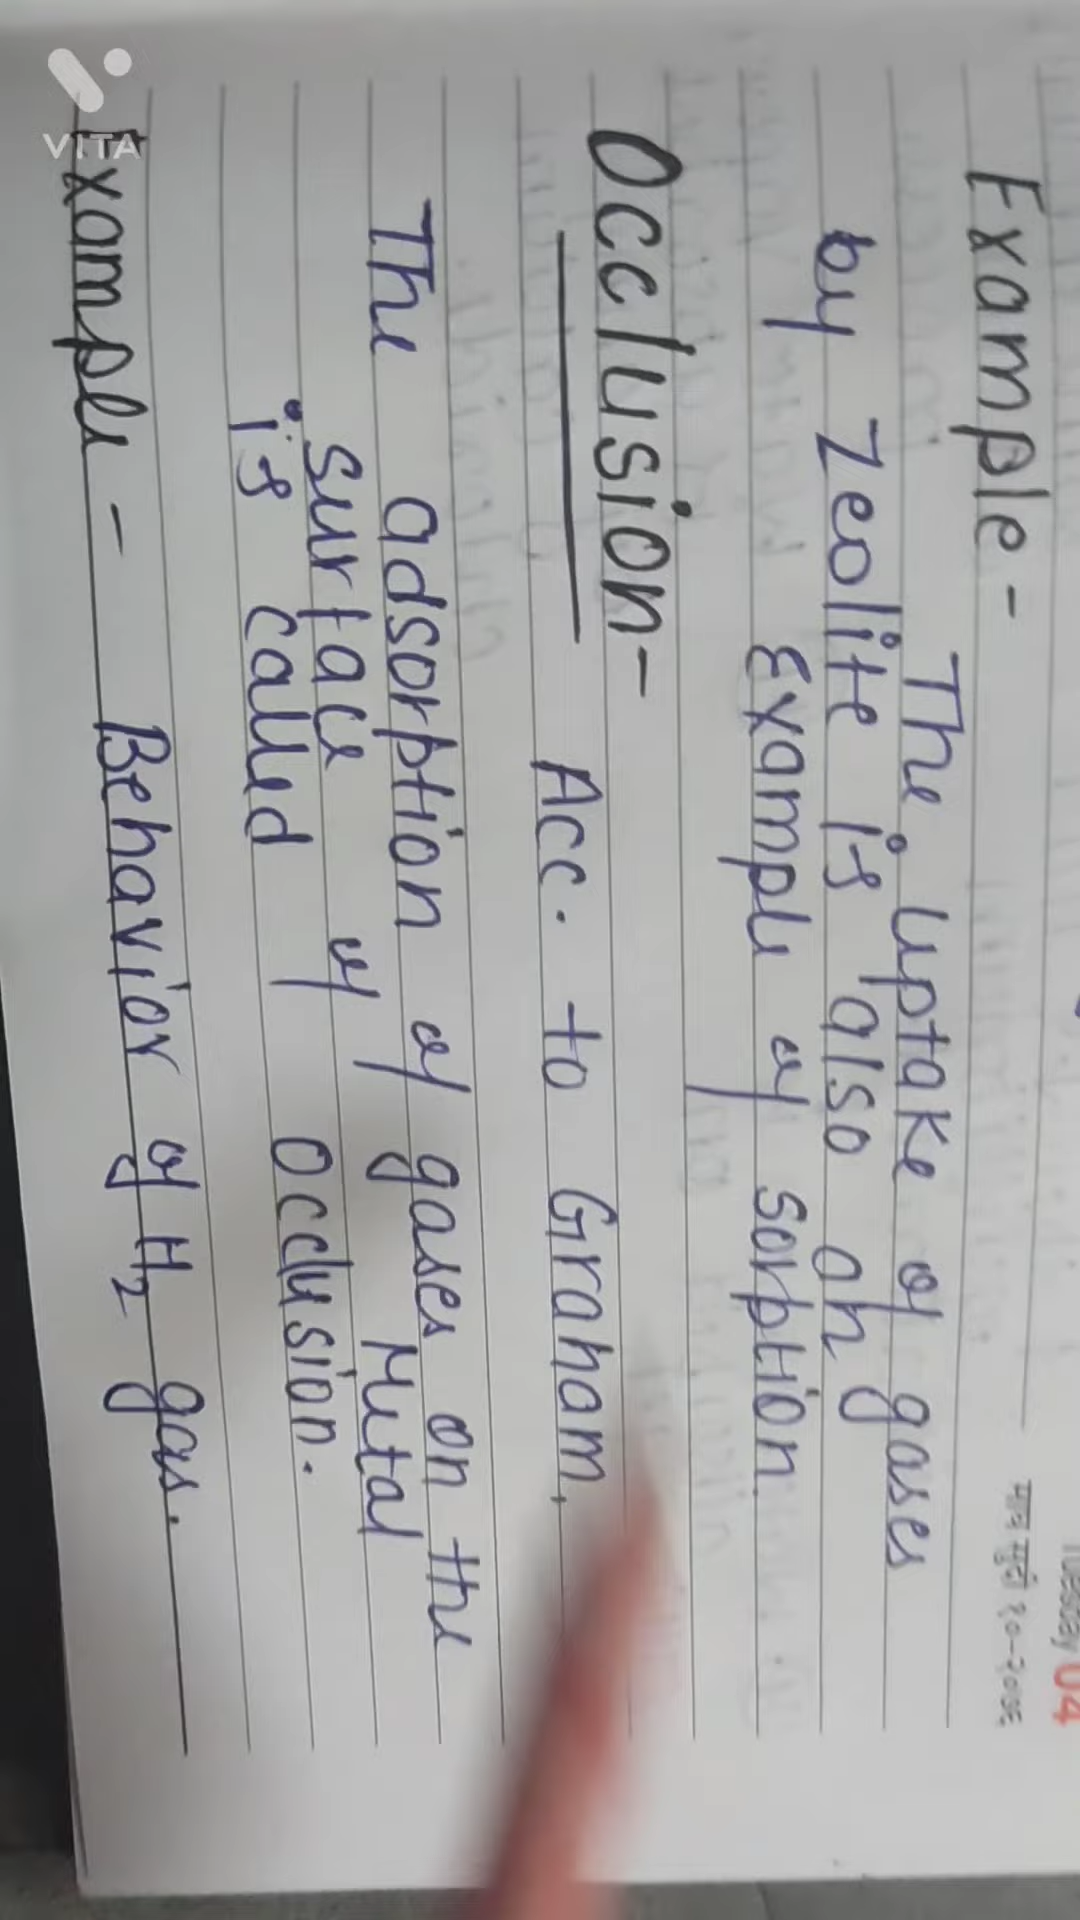 Tuesday 04
Example -
The uptake of gases
by Zeolite is also an
Example of sorption.
Occlusion-
Acc. to Graham,
The adsorption of gases on the
surface of Metal
is called Occlusion.
Example - Behavior of H2 gas.
VITA